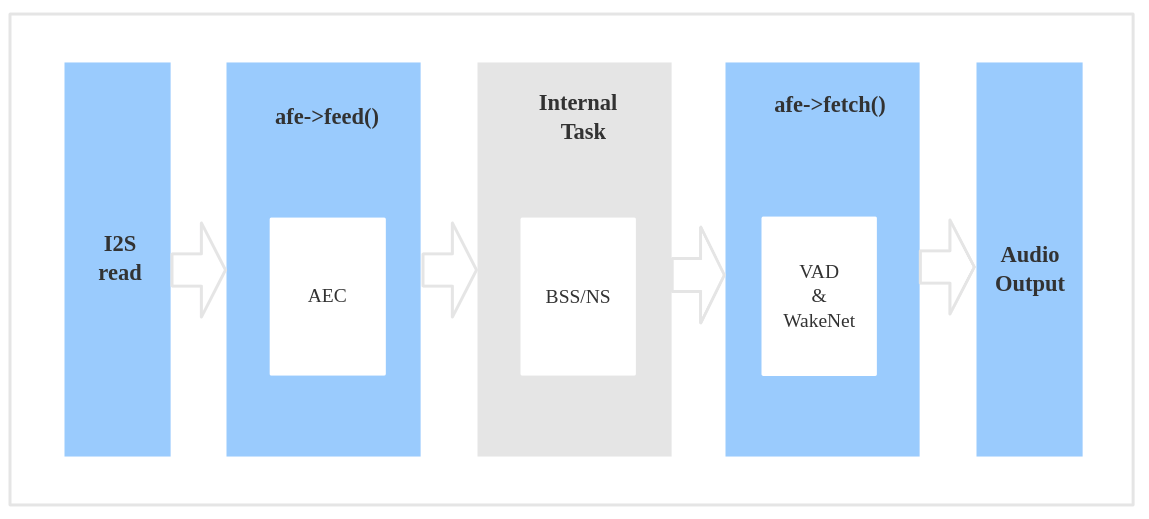 I2S
read
afe->feed()
AEC
Internal
Task
BSS/NS
afe->fetch()
VAD
&
WakeNet
Audio
Output